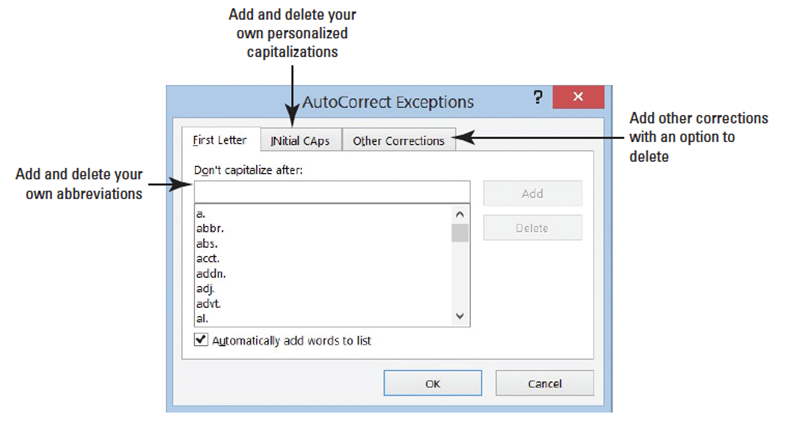 Add and delete your
own personalized
capitalizations
AutoCorrect Exceptions
?
×
Add other corrections
with an option to
delete
First Letter
INitial CAps
Other Corrections
Add and delete your
own abbreviations
Don't capitalize after:
Add
a.
abbr.
abs.
acct.
addn.
adj.
advt.
al.
Delete
Automatically add words to list
OK
Cancel